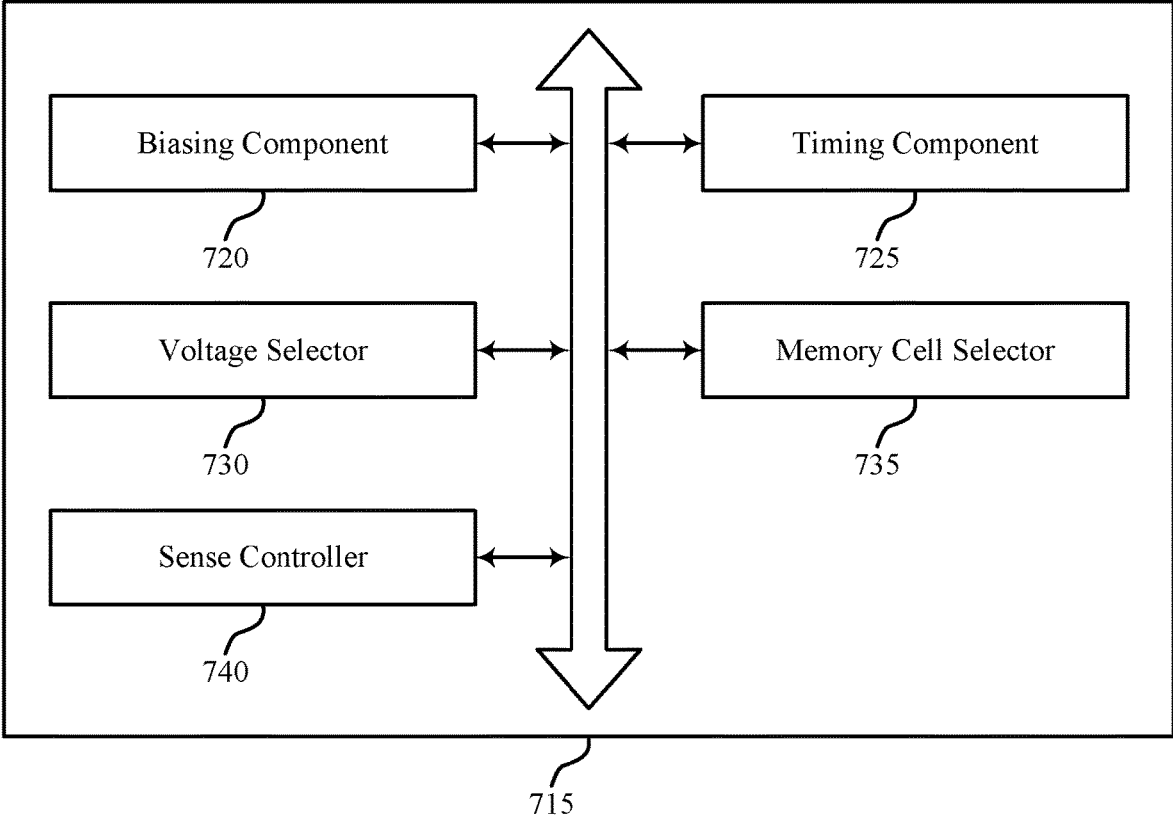 Biasing Component
Timing Component
720
725
Voltage Selector
Memory Cell Selector
730
735
Sense Controller
740
715